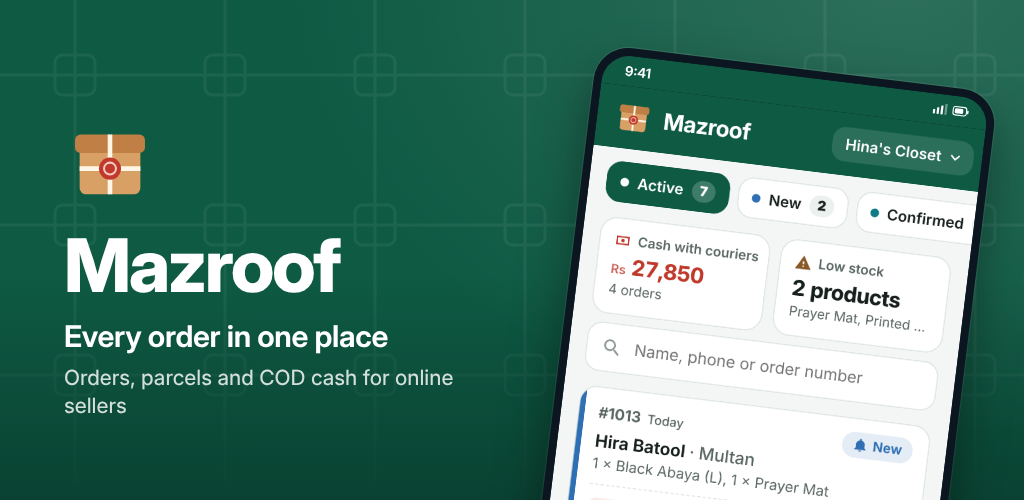 Mazroof
Every order in one place
Orders, parcels and COD cash for online
sellers
9:41
Mazroof
Hina's Closet
Active 7
New 2
Confirmed
Cash with couriers
Rs 27,850
4 orders
Low stock
2 products
Prayer Mat, Printed ...
Name, phone or order number
#1013 Today
New
Hira Batool · Multan
1 × Black Abaya (L), 1 × Prayer Mat